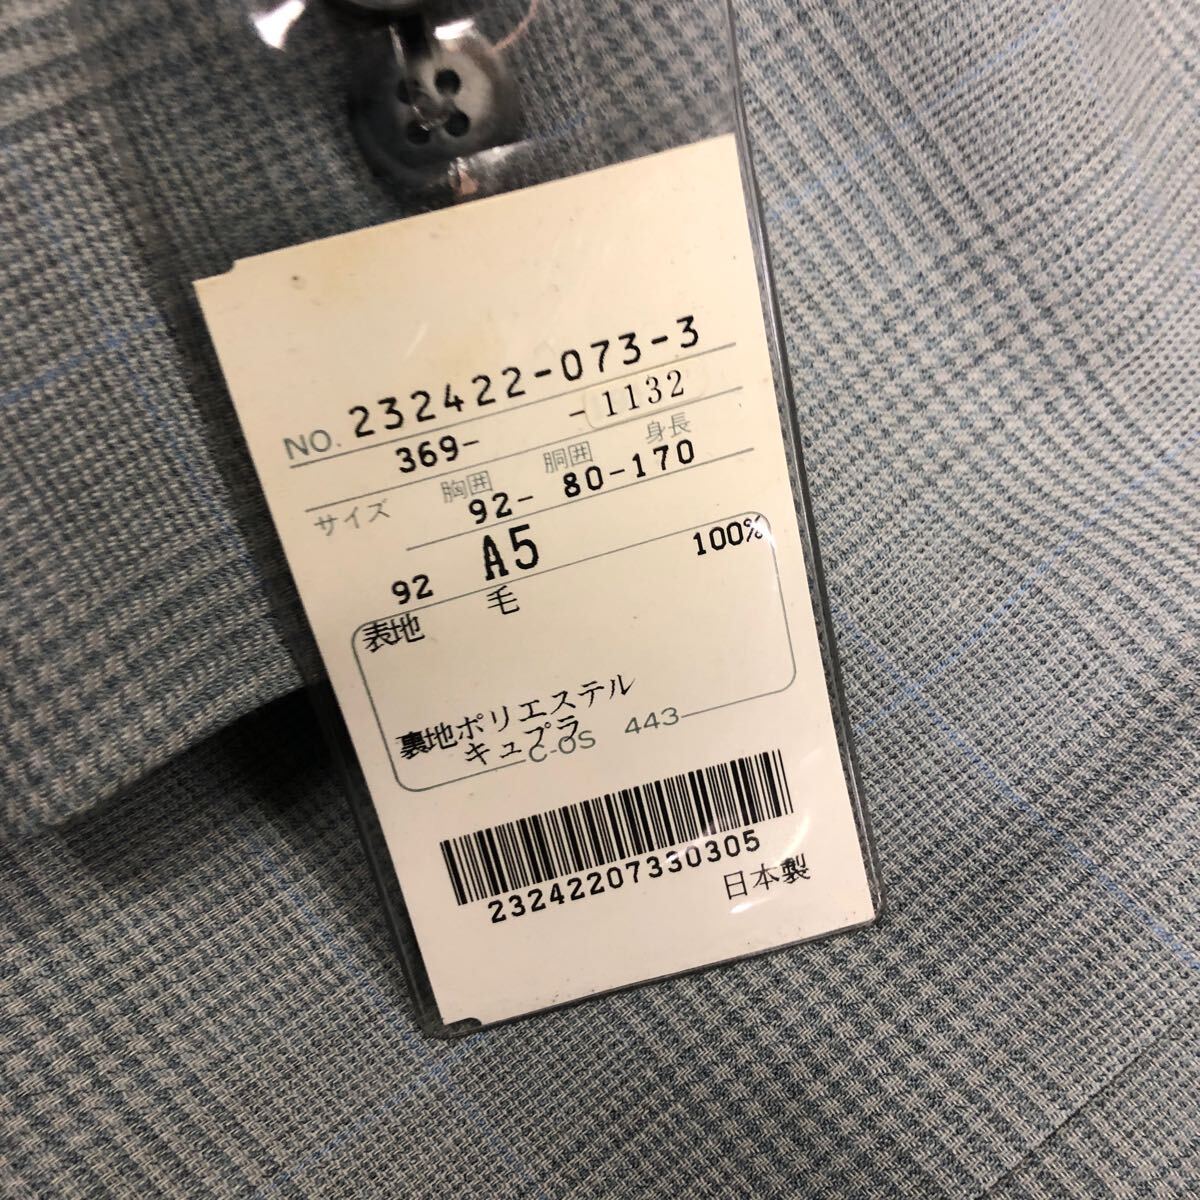 NO. 232422-073-3
369- -1132
サイズ 胸囲 胴囲 身長
92- 80-170
92 A5
表地 毛 100%
裏地ポリエステル
キュプラ
C-OS 443
23242207330305
日本製